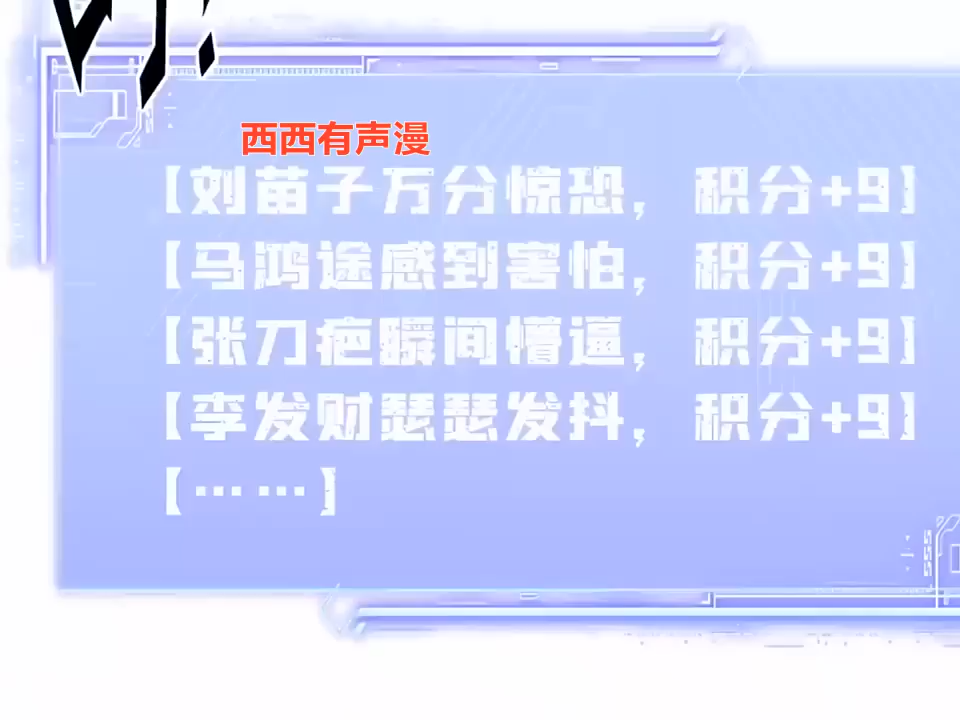 西西有声漫
【刘苗子万分惊恐，积分+9】
【马鸿途感到害怕，积分+9】
【张刀疤瞬间懵逼，积分+9】
【李发财瑟瑟发抖，积分+9】
【……】